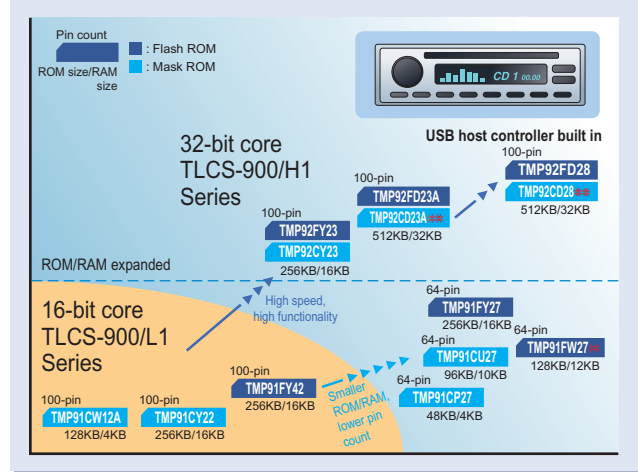 Pin count
ROM size/RAM
size
: Flash ROM
: Mask ROM
CD 1 00.00
USB host controller built in
32-bit core
TLCS-900/H1
Series
100-pin
TMP92FD28
TMP92CD28**
512KB/32KB
100-pin
TMP92FD23A
TMP92CD23A**
512KB/32KB
100-pin
TMP92FY23
TMP92CY23
256KB/16KB
ROM/RAM expanded
High speed,
high functionality
16-bit core
TLCS-900/L1
Series
64-pin
TMP91FY27
256KB/16KB
64-pin
TMP91CU27
96KB/10KB
64-pin
TMP91FW27*
128KB/12KB
100-pin
TMP91FY42
256KB/16KB
Smaller
ROM/RAM,
lower pin
count
64-pin
TMP91CP27
48KB/4KB
100-pin
TMP91CW12A
128KB/4KB
100-pin
TMP91CY22
256KB/16KB